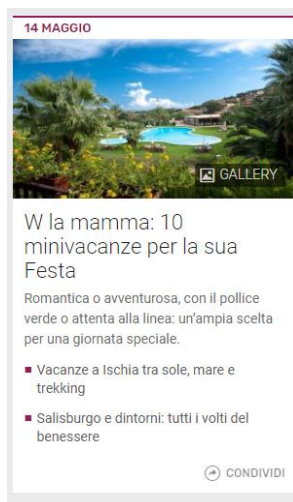 14 MAGGIO
GALLERY
W la mamma: 10
minivacanze per la sua
Festa
Romantica o avventurosa, con il pollice
verde o attenta alla linea: un'ampia scelta
per una giornata speciale.
Vacanze a Ischia tra sole, mare e
trekking
Salisburgo e dintorni: tutti i volti del
benessere
CONDIVIDI